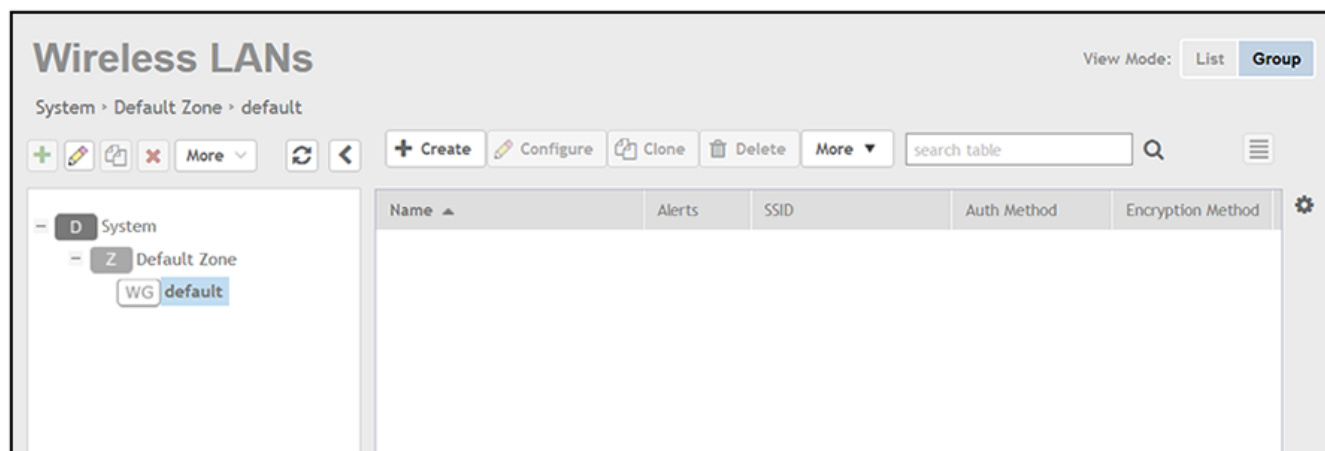 Wireless LANs
View Mode: List Group
System > Default Zone > default
More
Create Configure Clone Delete More search table
Name Alerts SSID Auth Method Encryption Method
D System
Z Default Zone
WG default